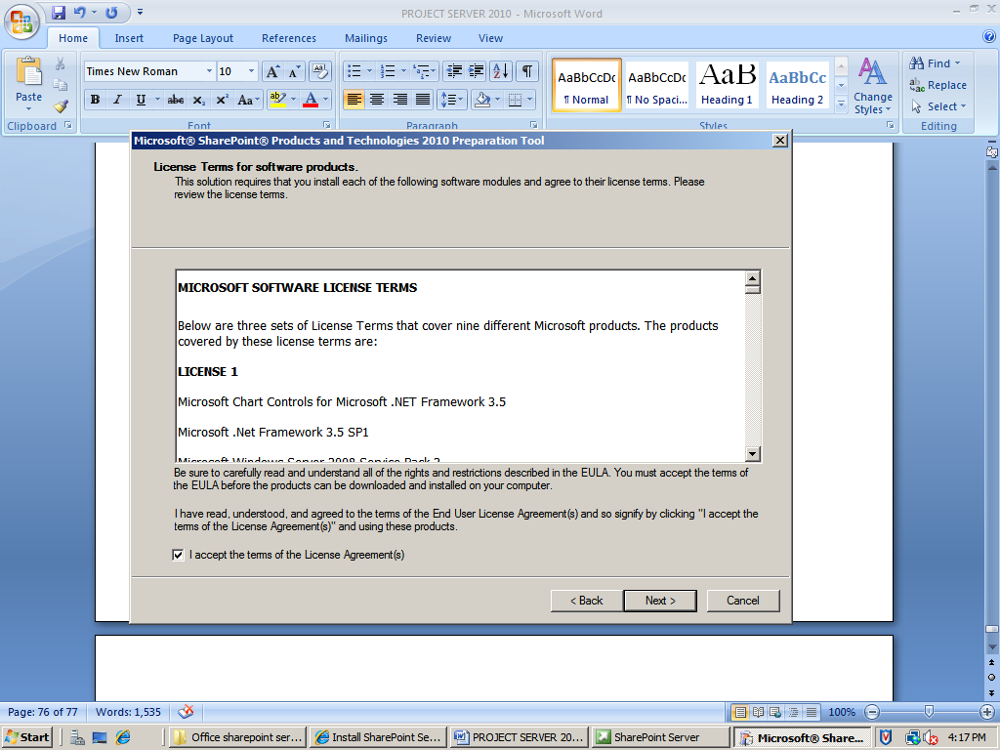 PROJECT SERVER 2010 - Microsoft Word
Home Insert Page Layout References Mailings Review View
Paste
Times New Roman 10
B I U abc X₂ X² Aa
AaBbCcDc AaBbCcDc AaB AaBbCc
¶ Normal ¶ No Spaci... Heading 1 Heading 2
Change
Styles
Find
Replace
Select
Clipboard Font Paragraph Styles Editing
Microsoft® SharePoint® Products and Technologies 2010 Preparation Tool
License Terms for software products.
This solution requires that you install each of the following software modules and agree to their license terms. Please
review the license terms.
MICROSOFT SOFTWARE LICENSE TERMS
Below are three sets of License Terms that cover nine different Microsoft products. The products
covered by these license terms are:
LICENSE 1
Microsoft Chart Controls for Microsoft .NET Framework 3.5
Microsoft .Net Framework 3.5 SP1
Microsoft Windows Server 2008 Service Pack 2
Be sure to carefully read and understand all of the rights and restrictions described in the EULA. You must accept the terms of
the EULA before the products can be downloaded and installed on your computer.
I have read, understood, and agreed to the terms of the End User License Agreement(s) and so signify by clicking "I accept the
terms of the License Agreement(s)" and using these products.
I accept the terms of the License Agreement(s)
< Back Next > Cancel
Page: 76 of 77 Words: 1,535 100%
Start Office sharepoint ser... Install SharePoint Se... PROJECT SERVER 20... SharePoint Server Microsoft® Share... 4:17 PM